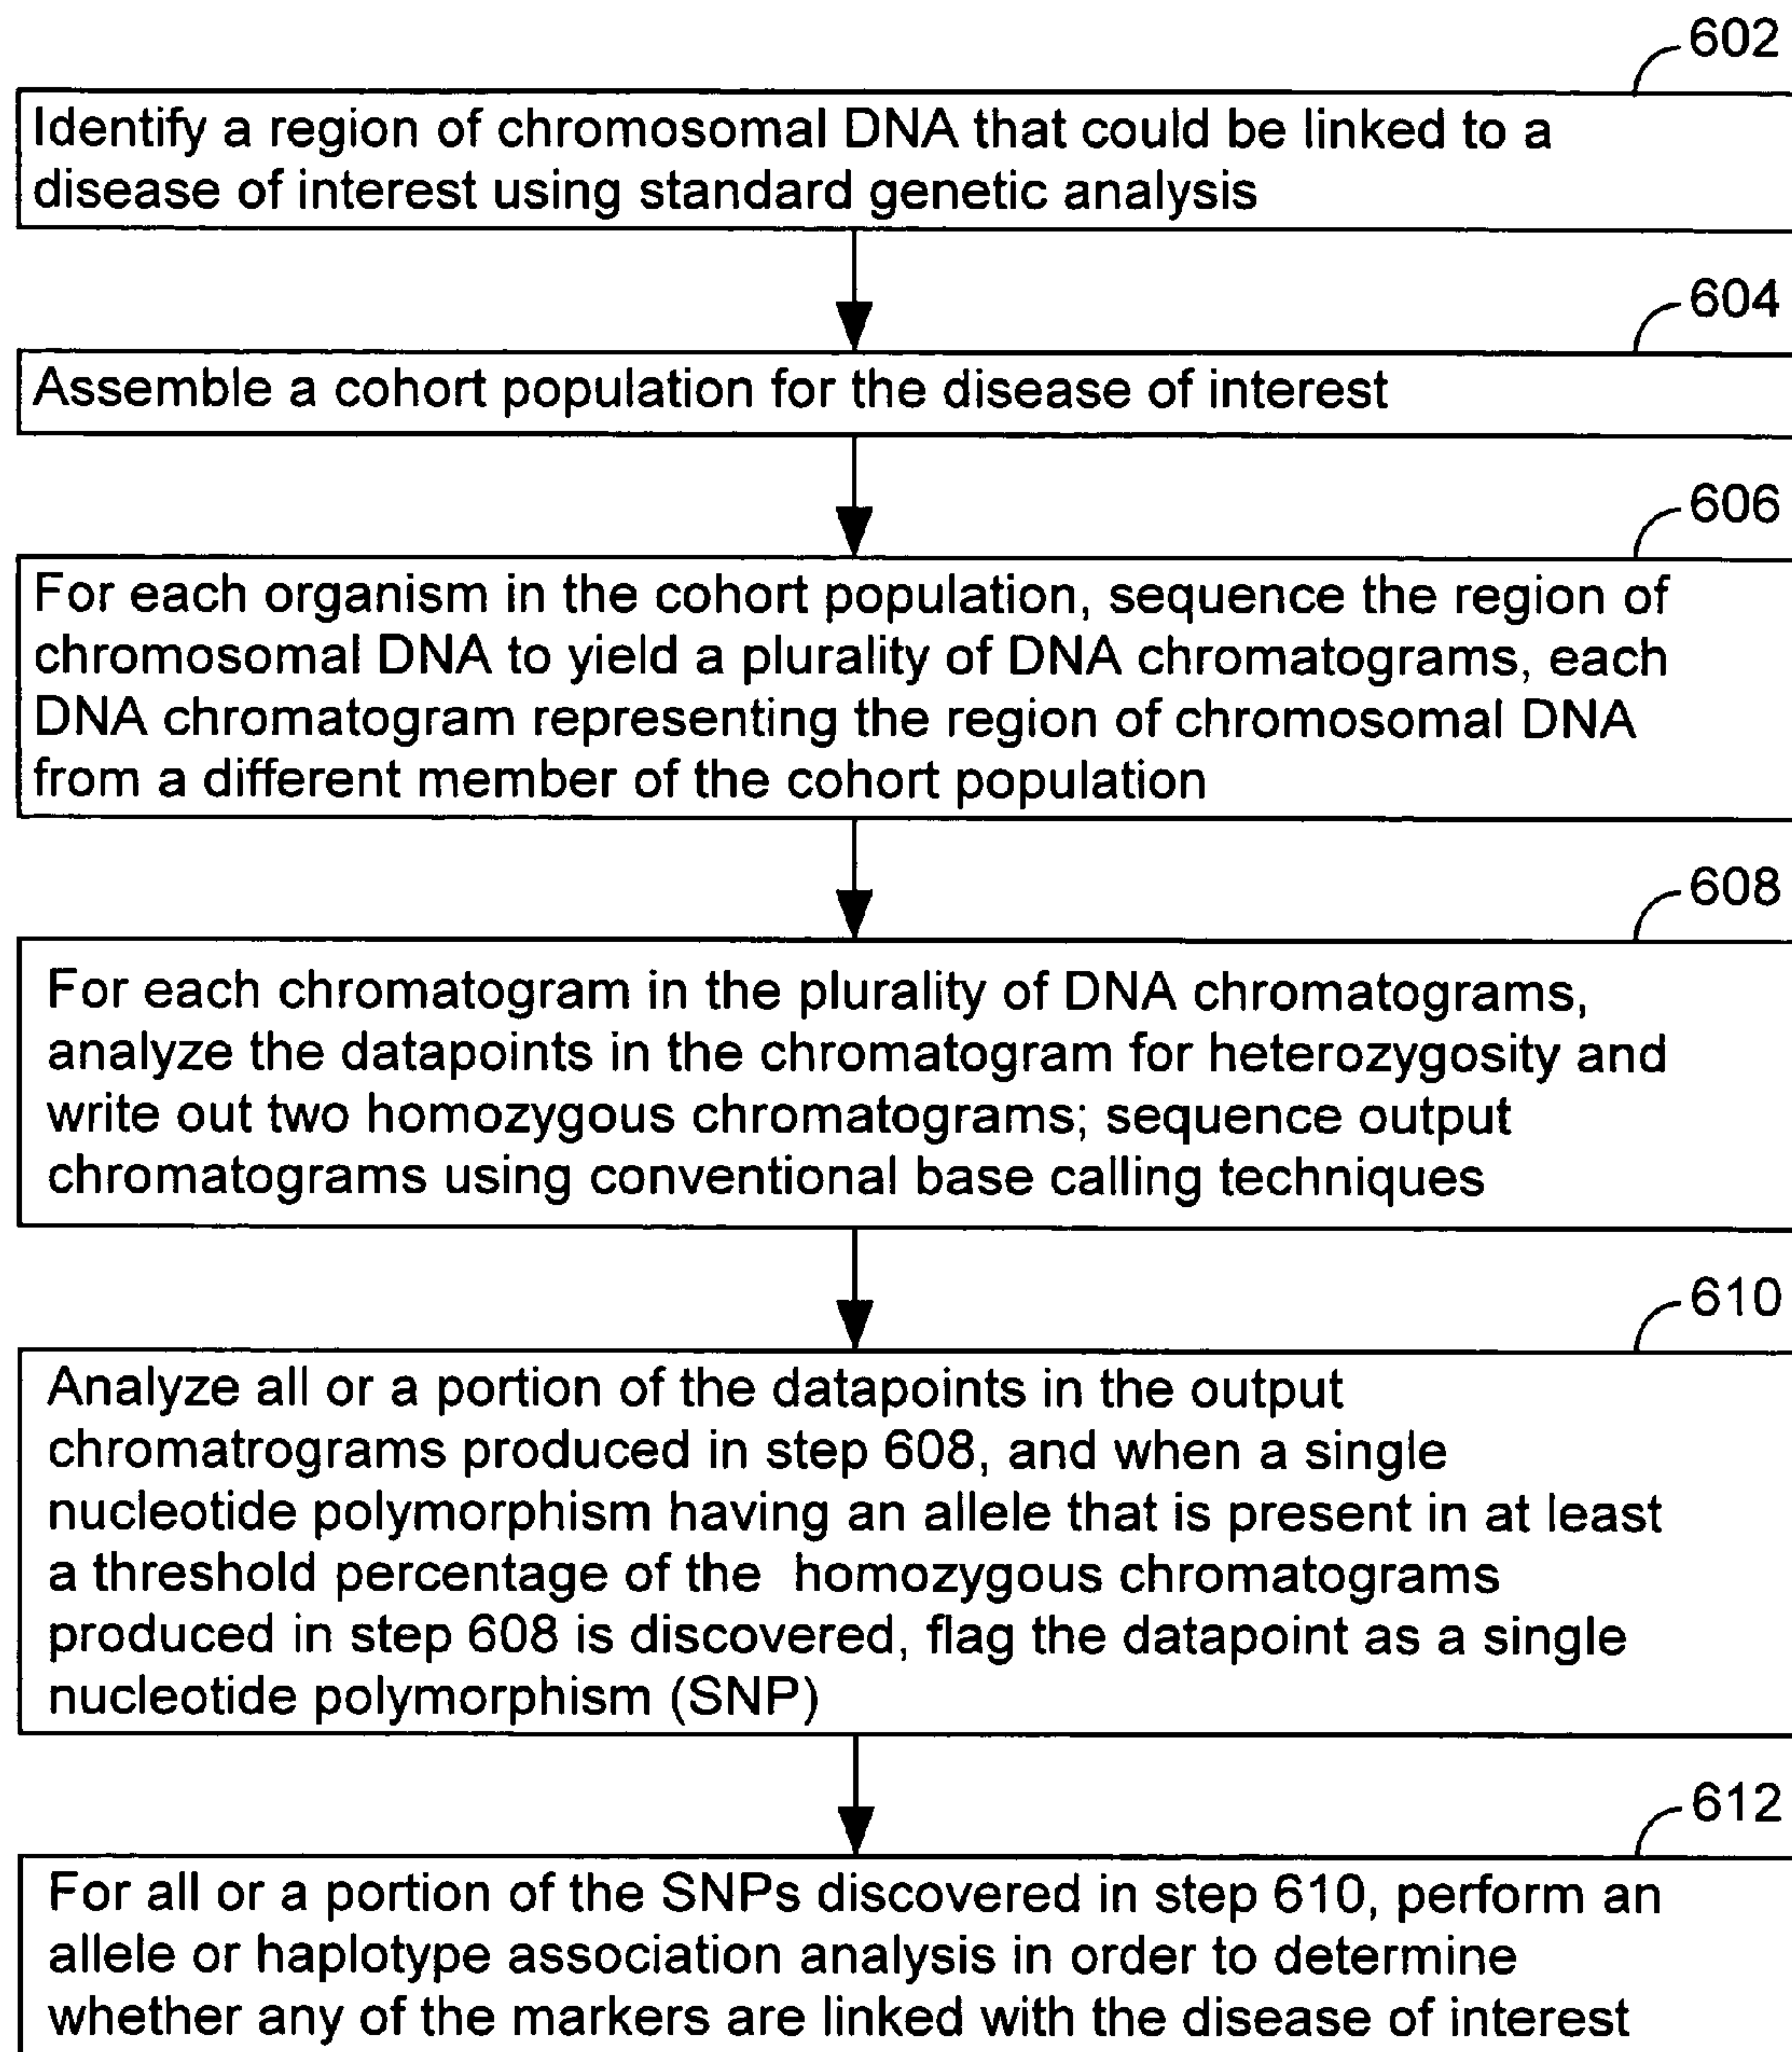 602
Identify a region of chromosomal DNA that could be linked to a
disease of interest using standard genetic analysis
604
Assemble a cohort population for the disease of interest
606
For each organism in the cohort population, sequence the region of
chromosomal DNA to yield a plurality of DNA chromatograms, each
DNA chromatogram representing the region of chromosomal DNA
from a different member of the cohort population
608
For each chromatogram in the plurality of DNA chromatograms,
analyze the datapoints in the chromatogram for heterozygosity and
write out two homozygous chromatograms; sequence output
chromatograms using conventional base calling techniques
610
Analyze all or a portion of the datapoints in the output
chromatrograms produced in step 608, and when a single
nucleotide polymorphism having an allele that is present in at least
a threshold percentage of the homozygous chromatograms
produced in step 608 is discovered, flag the datapoint as a single
nucleotide polymorphism (SNP)
612
For all or a portion of the SNPs discovered in step 610, perform an
allele or haplotype association analysis in order to determine
whether any of the markers are linked with the disease of interest